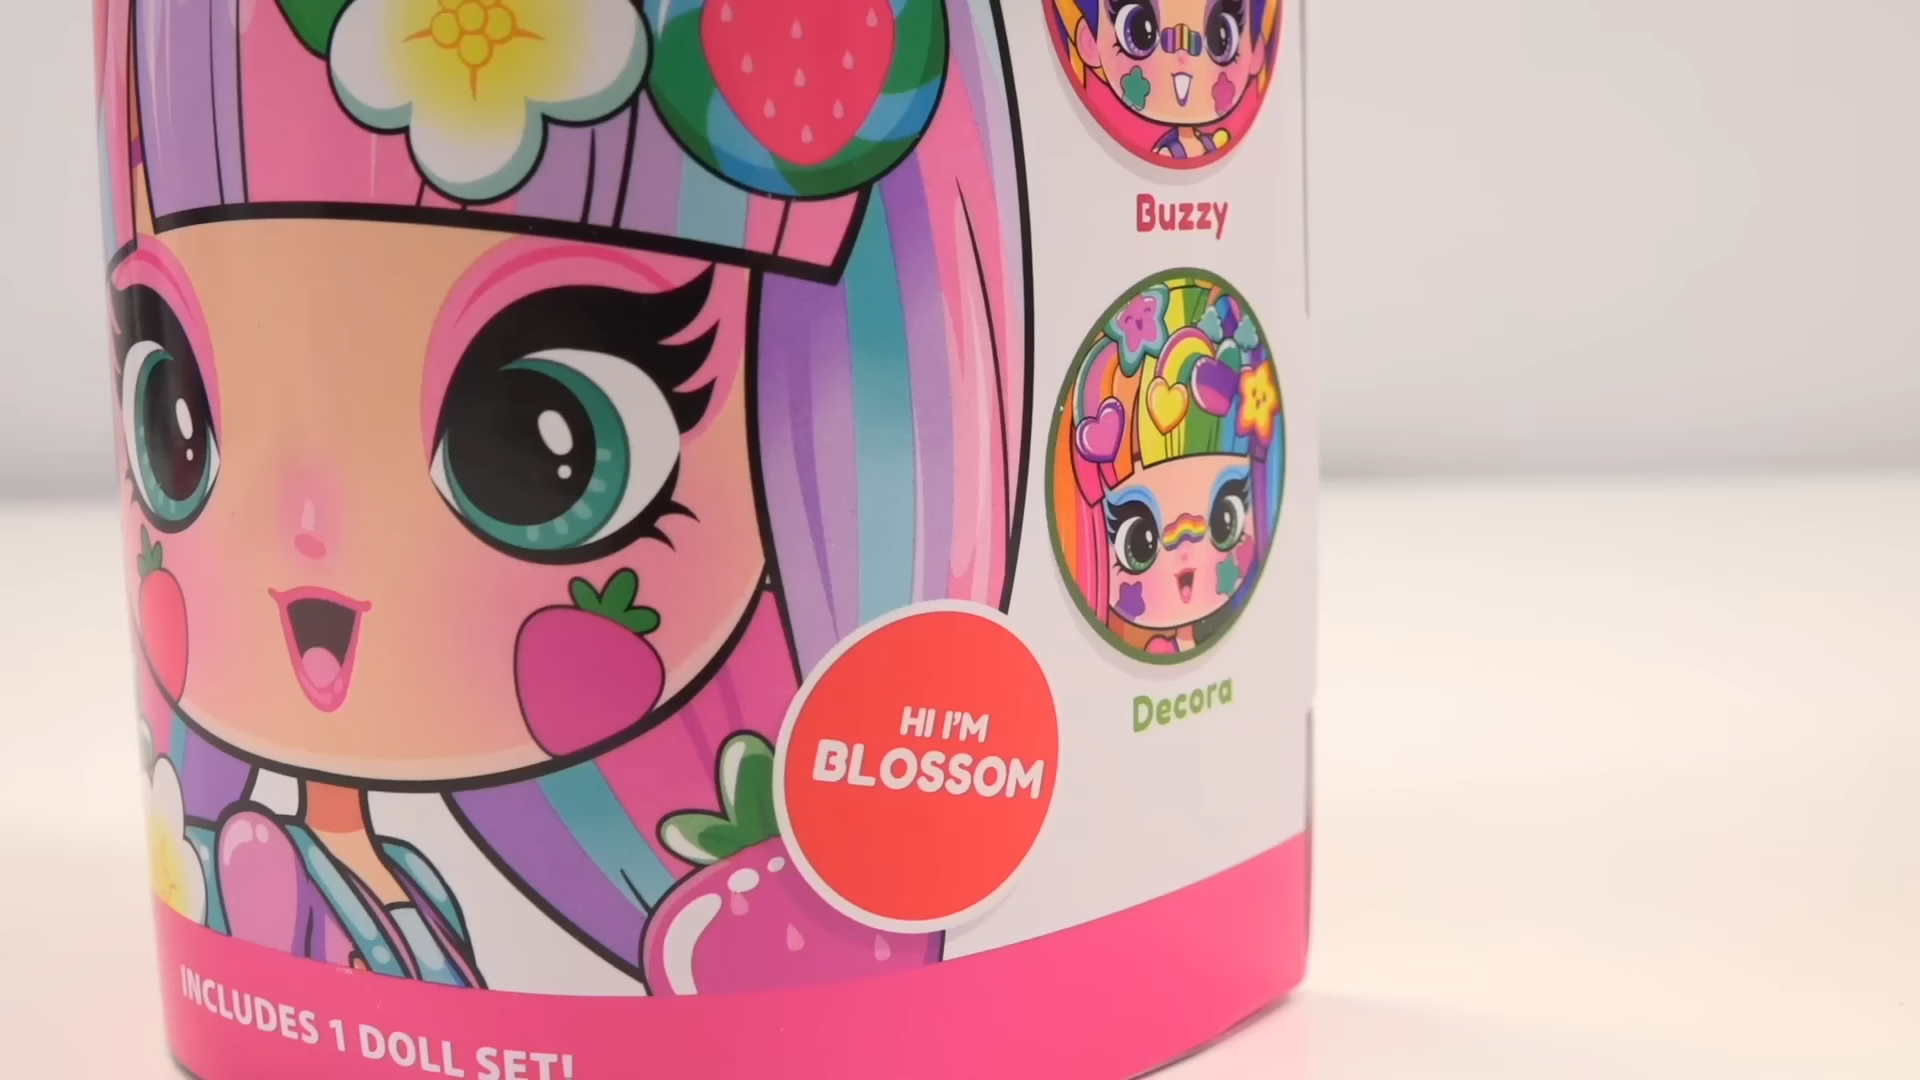 Buzzy
Decora
HI I'M
BLOSSOM
INCLUDES 1 DOLL SET!